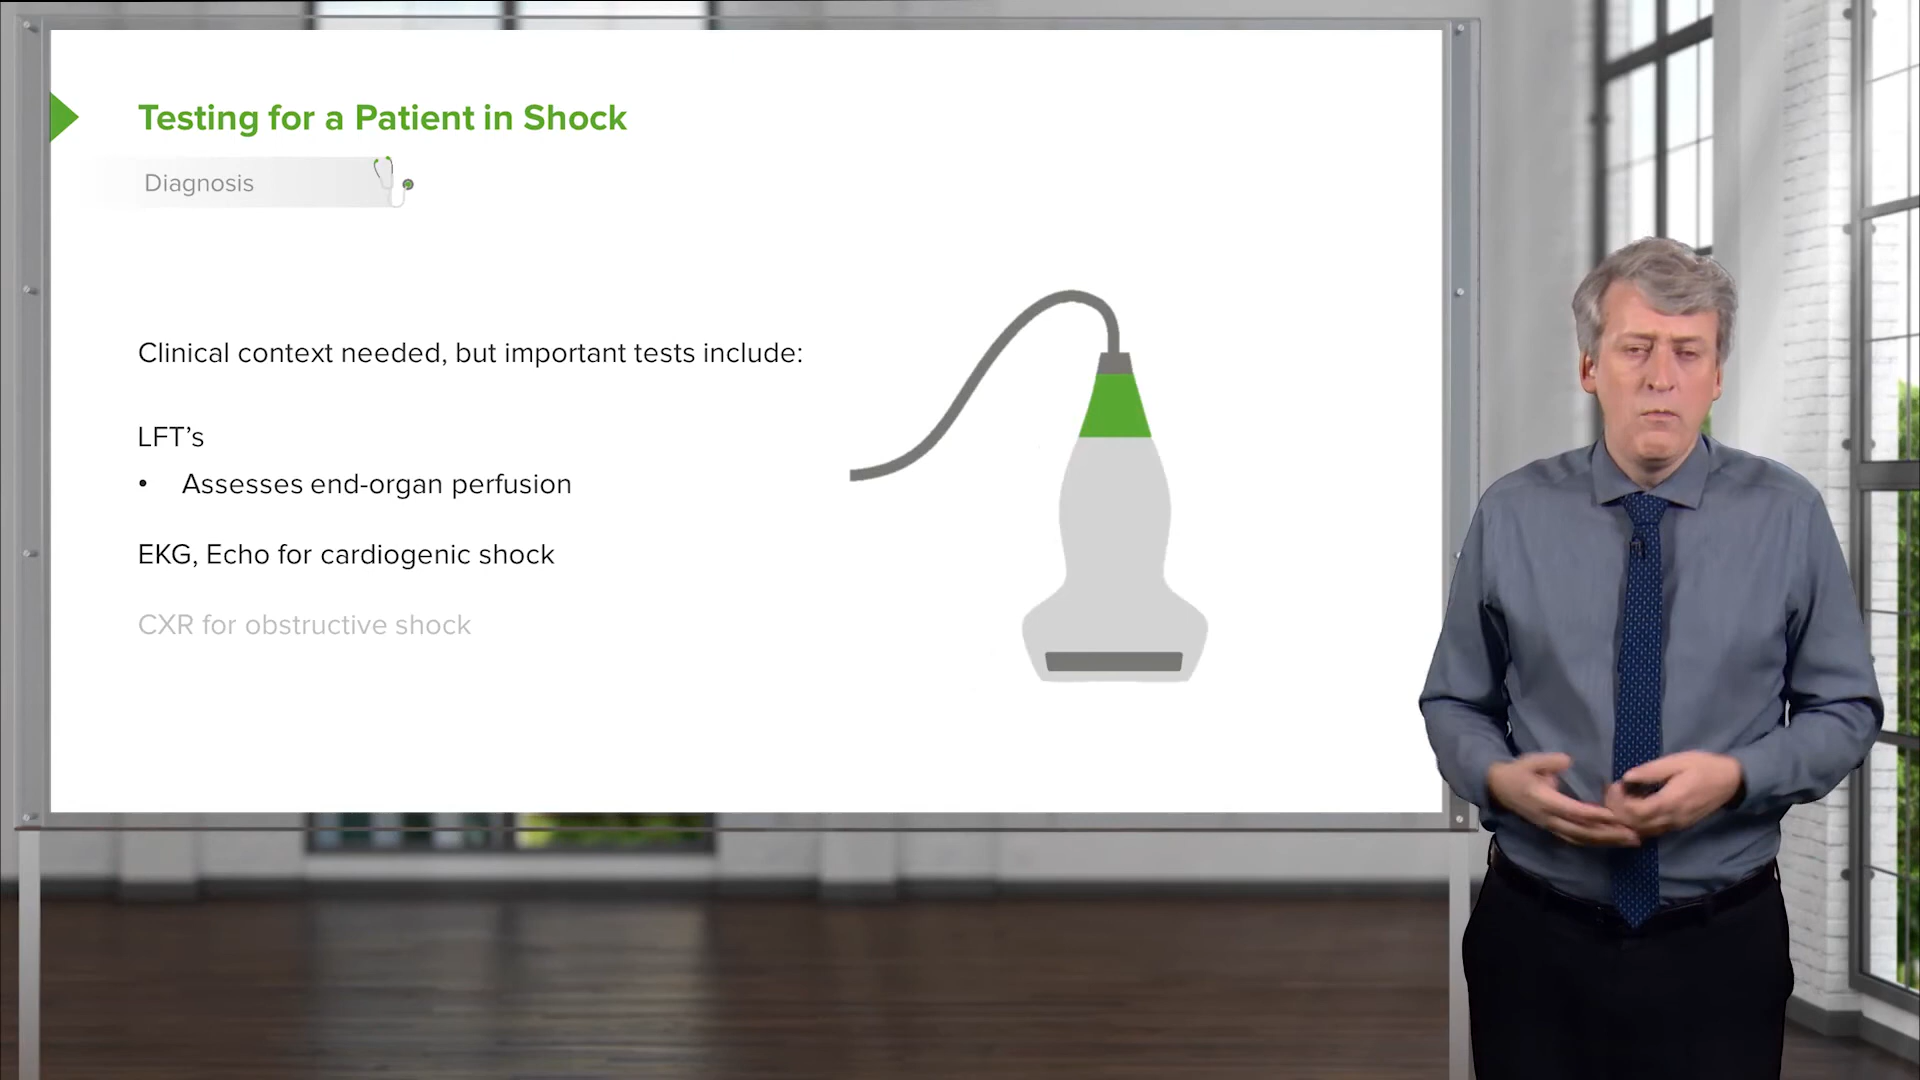 Testing for a Patient in Shock
Diagnosis
Clinical context needed, but important tests include:
LFT’s
• Assesses end-organ perfusion
EKG, Echo for cardiogenic shock
CXR for obstructive shock